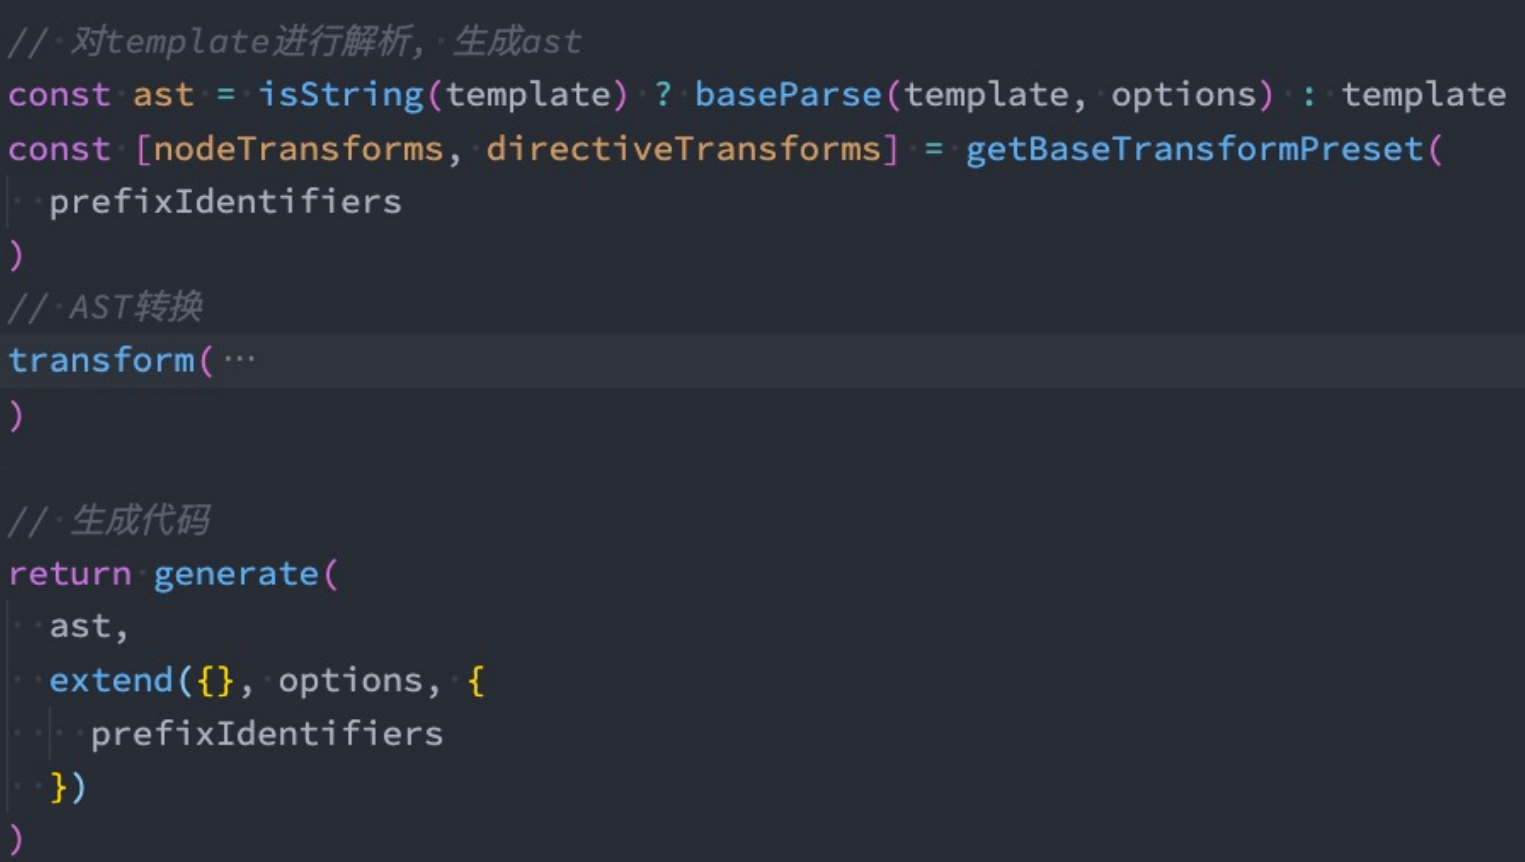 // 对template进行解析, 生成ast
const ast = isString(template) ? baseParse(template, options) : template
const [nodeTransforms, directiveTransforms] = getBaseTransformPreset(
  prefixIdentifiers
)
// AST转换
transform( ···
)
// 生成代码
return generate(
  ast,
  extend({}, options, {
    prefixIdentifiers
  })
)